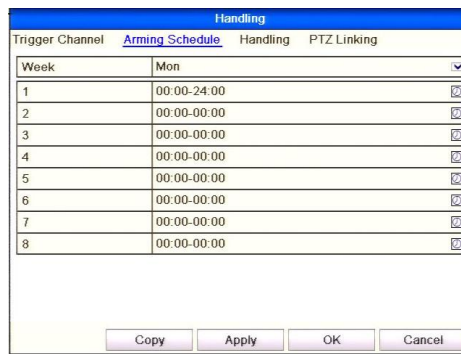 Handling
Trigger Channel Arming Schedule Handling PTZ Linking
Week Mon
1 00:00-24:00
2 00:00-00:00
3 00:00-00:00
4 00:00-00:00
5 00:00-00:00
6 00:00-00:00
7 00:00-00:00
8 00:00-00:00
Copy Apply OK Cancel